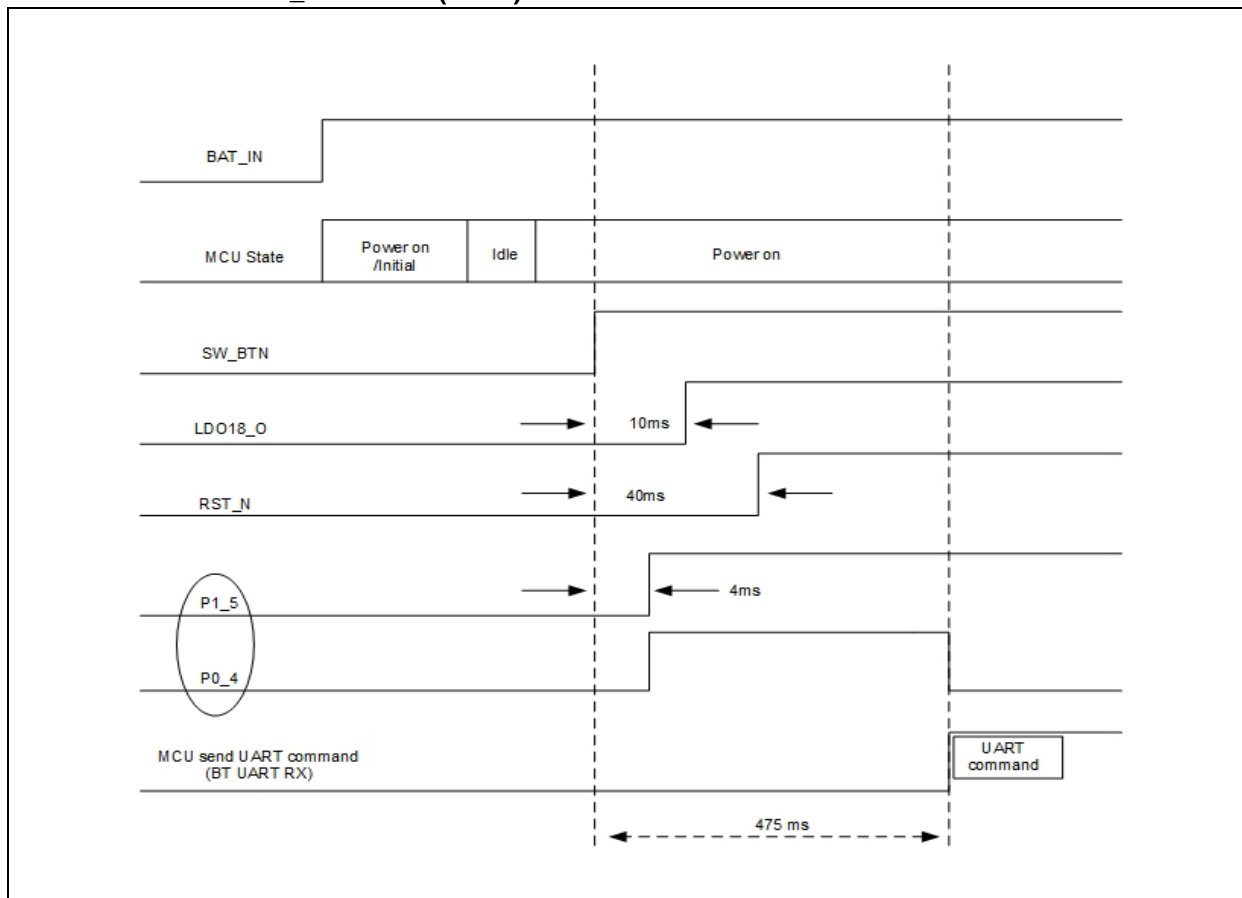 BAT_IN
MCU State
Power on
/Initial
Idle
Power on
SW_BTN
LDO18_O
10ms
RST_N
40ms
P1_5
4ms
P0_4
MCU send UART command
(BT UART RX)
UART
command
475 ms